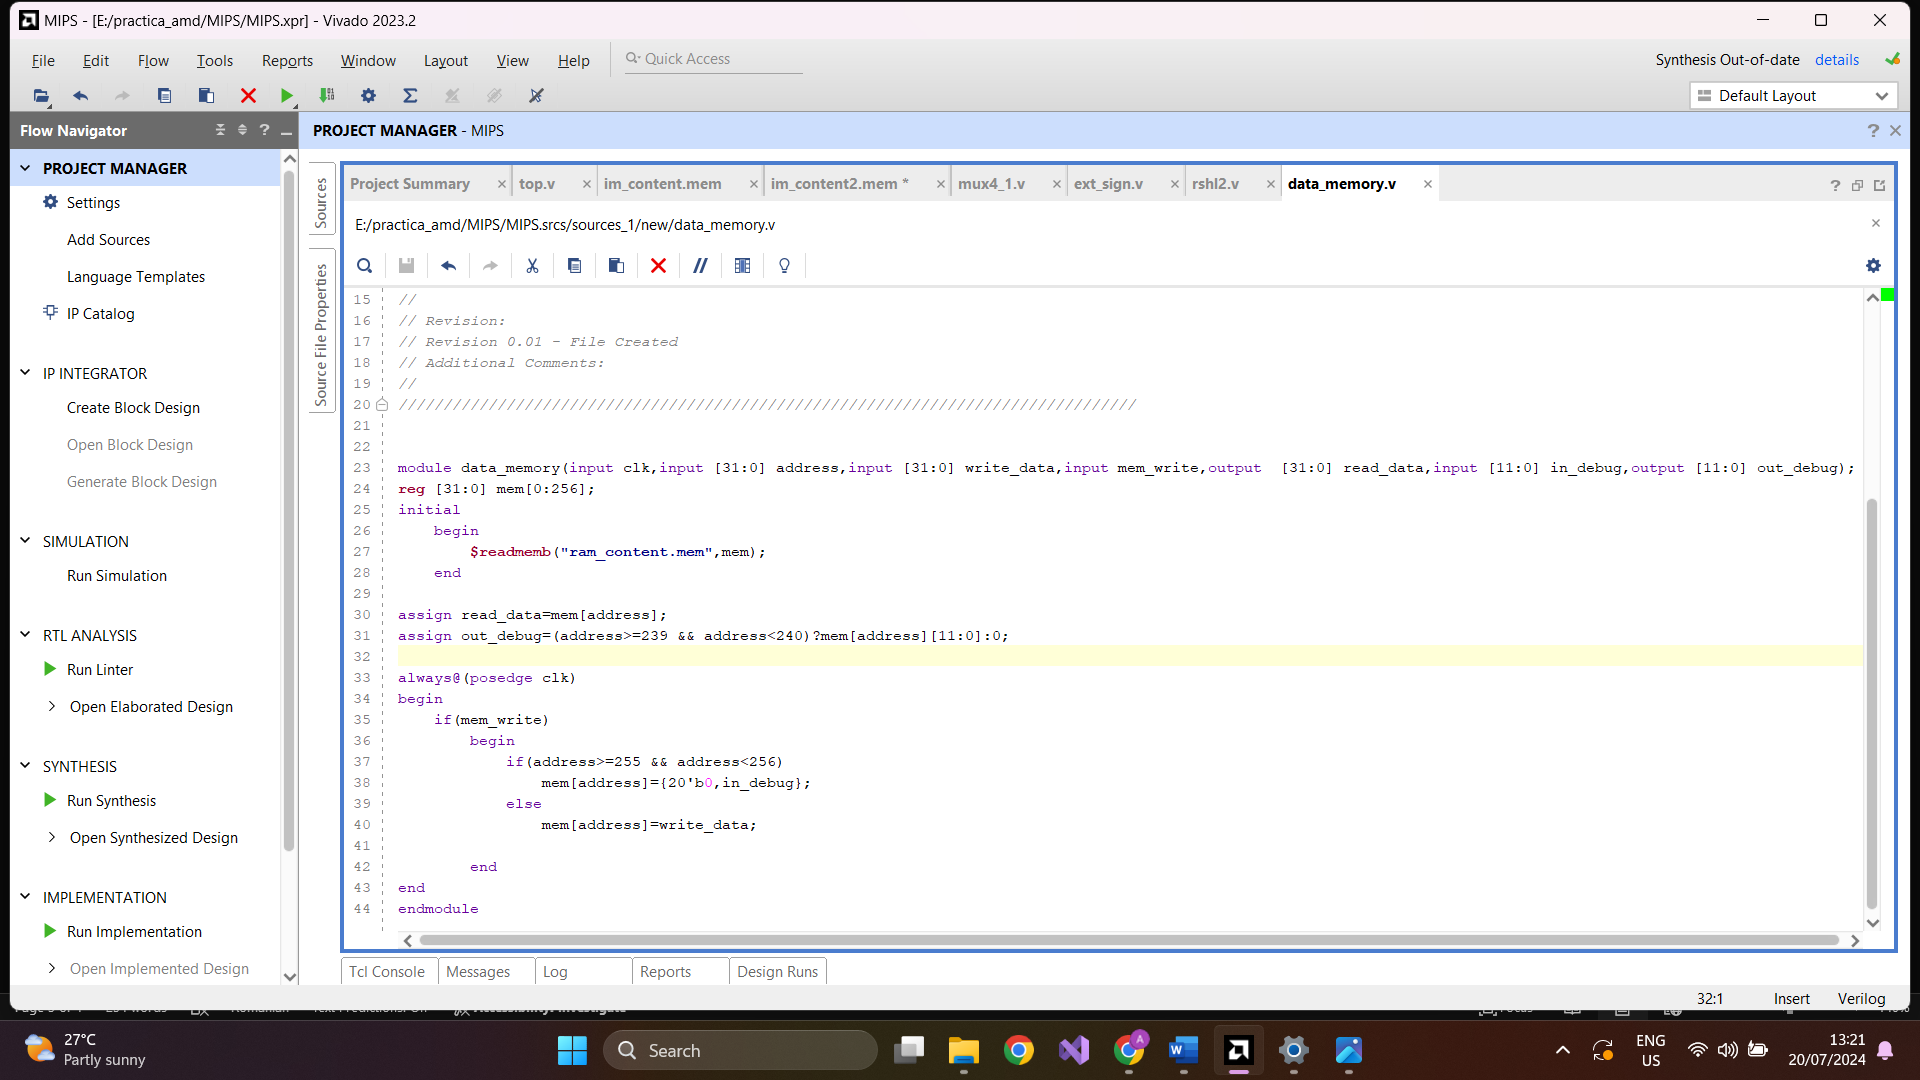 MIPS - [E:/practica_amd/MIPS/MIPS.xpr] - Vivado 2023.2
File Edit Flow Tools Reports Window Layout View Help Quick Access
Synthesis Out-of-date details
Default Layout
Flow Navigator
PROJECT MANAGER - MIPS
PROJECT MANAGER
Settings
Add Sources
Language Templates
IP Catalog
IP INTEGRATOR
Create Block Design
Open Block Design
Generate Block Design
SIMULATION
Run Simulation
RTL ANALYSIS
Run Linter
Open Elaborated Design
SYNTHESIS
Run Synthesis
Open Synthesized Design
IMPLEMENTATION
Run Implementation
Open Implemented Design
Sources
Source File Properties
Project Summary top.v im_content.mem im_content2.mem * mux4_1.v ext_sign.v rshl2.v data_memory.v
E:/practica_amd/MIPS/MIPS.srcs/sources_1/new/data_memory.v
15 //
16 // Revision:
17 // Revision 0.01 - File Created
18 // Additional Comments:
19 //
20 //////////////////////////////////////////////////////////////////////////////////
21
22
23 module data_memory(input clk,input [31:0] address,input [31:0] write_data,input mem_write,output  [31:0] read_data,input [11:0] in_debug,output [11:0] out_debug);
24 reg [31:0] mem[0:256];
25 initial
26     begin
27         $readmemb("ram_content.mem",mem);
28     end
29
30 assign read_data=mem[address];
31 assign out_debug=(address>=239 && address<240)?mem[address][11:0]:0;
32
33 always@(posedge clk)
34 begin
35     if(mem_write)
36         begin
37             if(address>=255 && address<256)
38                 mem[address]={20'b0,in_debug};
39             else
40                 mem[address]=write_data;
41
42         end
43 end
44 endmodule
Tcl Console Messages Log Reports Design Runs
32:1 Insert Verilog
27°C
Partly sunny
Search
ENG
US
13:21
20/07/2024